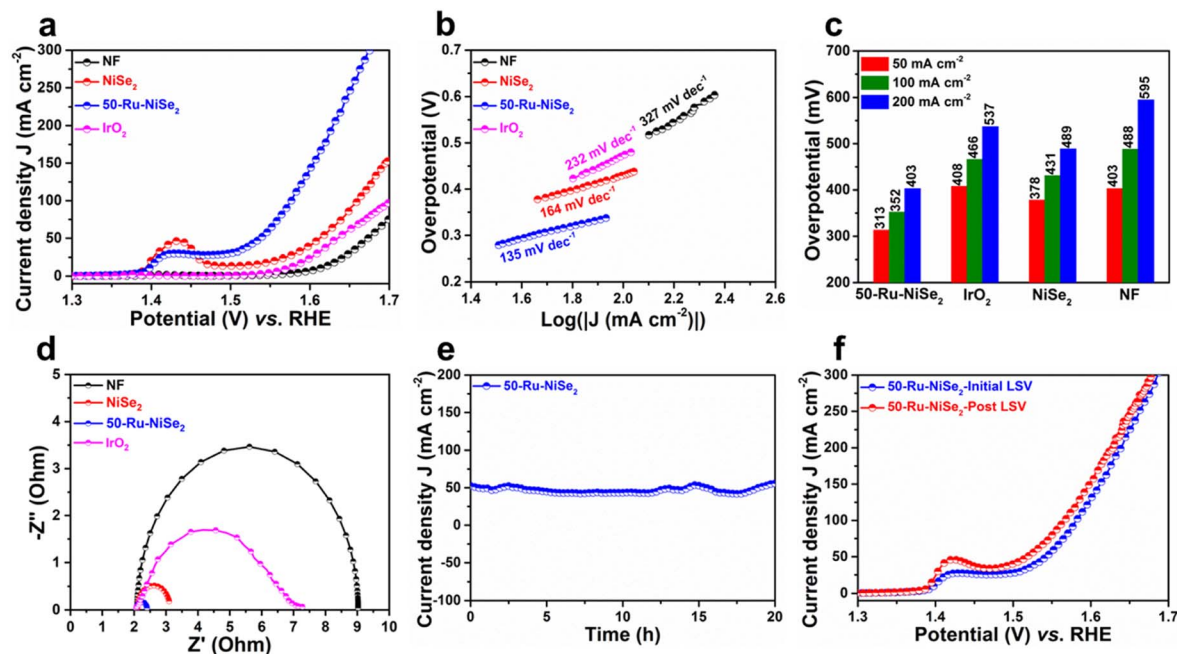 a
300
250
200
150
100
50
0
Current density J (mA cm⁻²)
NF
NiSe₂
50-Ru-NiSe₂
IrO₂
1.3 1.4 1.5 1.6 1.7
Potential (V) vs. RHE
b
0.7
0.6
0.5
0.4
0.3
0.2
Overpotential (V)
NF
NiSe₂
50-Ru-NiSe₂
IrO₂
327 mV dec⁻¹
232 mV dec⁻¹
164 mV dec⁻¹
135 mV dec⁻¹
1.4 1.6 1.8 2.0 2.2 2.4 2.6
Log(|J (mA cm⁻²)|)
c
700
600
500
400
300
200
Overpotential (mV)
50 mA cm⁻²
100 mA cm⁻²
200 mA cm⁻²
313 352 403
408 466 537
378 431 489
403 488 595
50-Ru-NiSe₂ IrO₂ NiSe₂ NF
d
5
4
3
2
1
0
-Z'' (Ohm)
NF
NiSe₂
50-Ru-NiSe₂
IrO₂
0 1 2 3 4 5 6 7 8 9 10
Z' (Ohm)
e
200
150
100
50
0
-50
-100
Current density J (mA cm⁻²)
50-Ru-NiSe₂
0 5 10 15 20
Time (h)
f
300
250
200
150
100
50
0
Current density J (mA cm⁻²)
50-Ru-NiSe₂-Initial LSV
50-Ru-NiSe₂-Post LSV
1.3 1.4 1.5 1.6 1.7
Potential (V) vs. RHE